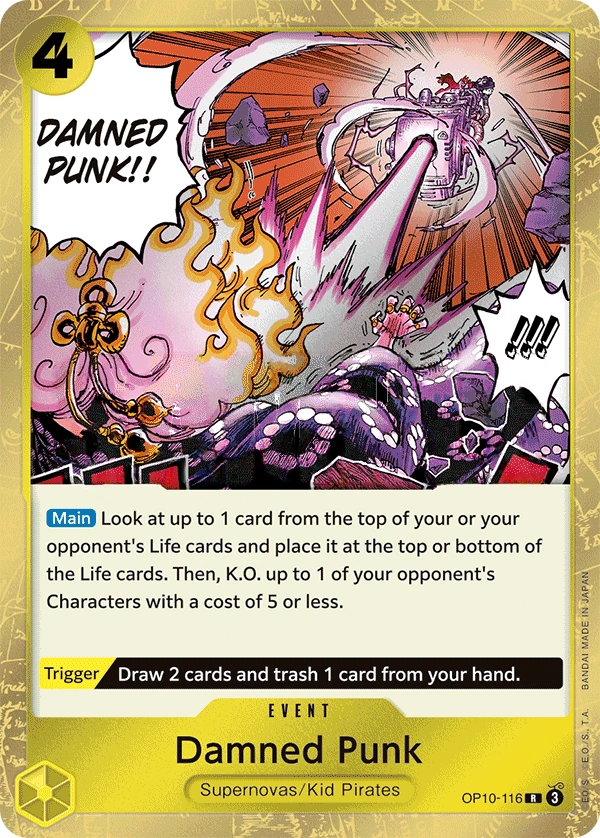 4
DAMNED
PUNK!!
!!!
Main Look at up to 1 card from the top of your or your
opponent's Life cards and place it at the top or bottom of
the Life cards. Then, K.O. up to 1 of your opponent's
Characters with a cost of 5 or less.
Trigger Draw 2 cards and trash 1 card from your hand.
EVENT
Damned Punk
Supernovas/Kid Pirates
OP10-116 R 3
©E.O./S, T.A. BANDAI MADE IN JAPAN